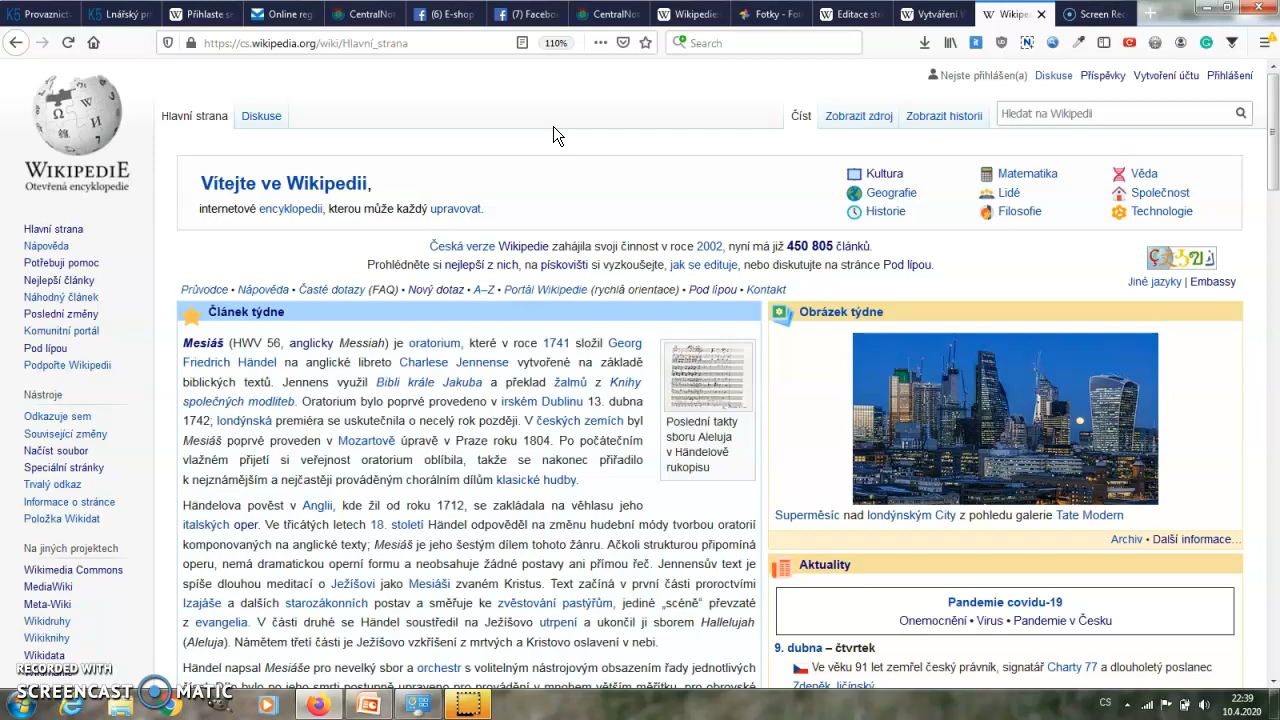 Provaznict
Lnářský pr
Přihlaste se
Online reg
CentralNot
(6) E-shop
(7) Facebo
CentralNot
Wikipedie:
Fotky - Go
Editace str
Vytváření
Wikipe
Screen Rec
https://cs.wikipedia.org/wiki/Hlavní_strana
110%
Search
Nejste přihlášen(a) Diskuse Příspěvky Vytvoření účtu Přihlášení
Hlavní strana Diskuse Číst Zobrazit zdroj Zobrazit historii Hledat na Wikipedii
WIKIPEDIE
Otevřená encyklopedie
Hlavní strana
Nápověda
Potřebuji pomoc
Nejlepší články
Náhodný článek
Poslední změny
Komunitní portál
Pod lípou
Podpořte Wikipedii
Nástroje
Odkazuje sem
Související změny
Načíst soubor
Speciální stránky
Trvalý odkaz
Informace o stránce
Položka Wikidat
Na jiných projektech
Wikimedia Commons
MediaWiki
Meta-Wiki
Wikidruhy
Wikiknihy
Wikidata
Vítejte ve Wikipedii,
internetové encyklopedii, kterou může každý upravovat.
Kultura Matematika Věda
Geografie Lidé Společnost
Historie Filosofie Technologie
Česká verze Wikipedie zahájila svoji činnost v roce 2002, nyní má již 450 805 článků.
Prohlédněte si nejlepší z nich, na pískovišti si vyzkoušejte, jak se edituje, nebo diskutujte na stránce Pod lípou.
Jiné jazyky | Embassy
Průvodce • Nápověda • Časté dotazy (FAQ) • Nový dotaz • A–Z • Portál Wikipedie (rychlá orientace) • Pod lípou • Kontakt
Článek týdne
Mesiáš (HWV 56, anglicky Messiah) je oratorium, které v roce 1741 složil Georg
Friedrich Händel na anglické libreto Charlese Jennense vytvořené na základě
biblických textů. Jennens využil Bibli krále Jakuba a překlad žalmů z Knihy
společných modliteb. Oratorium bylo poprvé provedeno v irském Dublinu 13. dubna
1742; londýnská premiéra se uskutečnila o necelý rok později. V českých zemích byl
Mesiáš poprvé proveden v Mozartově úpravě v Praze roku 1804. Po počátečním
vlažném přijetí si veřejnost oratorium oblíbila, takže se nakonec přiřadilo
k nejznámějším a nejčastěji prováděným chorálním dílům klasické hudby.
Poslední takty
sboru Aleluja
v Händelově
rukopisu
Händelova pověst v Anglii, kde žil od roku 1712, se zakládala na věhlasu jeho
italských oper. Ve třicátých letech 18. století Händel odpověděl na změnu hudební módy tvorbou oratorií
komponovaných na anglické texty; Mesiáš je jeho šestým dílem tohoto žánru. Ačkoli strukturou připomíná
operu, nemá dramatickou operní formu a neobsahuje žádné postavy ani přímou řeč. Jennensův text je
spíše dlouhou meditací o Ježíšovi jako Mesiáši zvaném Kristus. Text začíná v první části proroctvími
Izajáše a dalších starozákonních postav a směřuje ke zvěstování pastýřům, jediné „scéně“ převzaté
z evangelia. V části druhé se Händel soustředil na Ježíšovo utrpení a ukončil ji sborem Hallelujah
(Aleluja). Námětem třetí části je Ježíšovo vzkříšení z mrtvých a Kristovo oslavení v nebi.
Händel napsal Mesiáše pro nevelký sbor a orchestr s volitelným nástrojovým obsazením řady jednotlivých
Obrázek týdne
Superměsíc nad londýnským City z pohledu galerie Tate Modern
Archiv • Další informace…
Aktuality
Pandemie covidu-19
Onemocnění • Virus • Pandemie v Česku
9. dubna – čtvrtek
Ve věku 91 let zemřel český právník, signatář Charty 77 a dlouholetý poslanec
Zdeněk Jičínský
RECORDED WITH
SCREENCAST MATIC
CS
22:39
10.4.2020